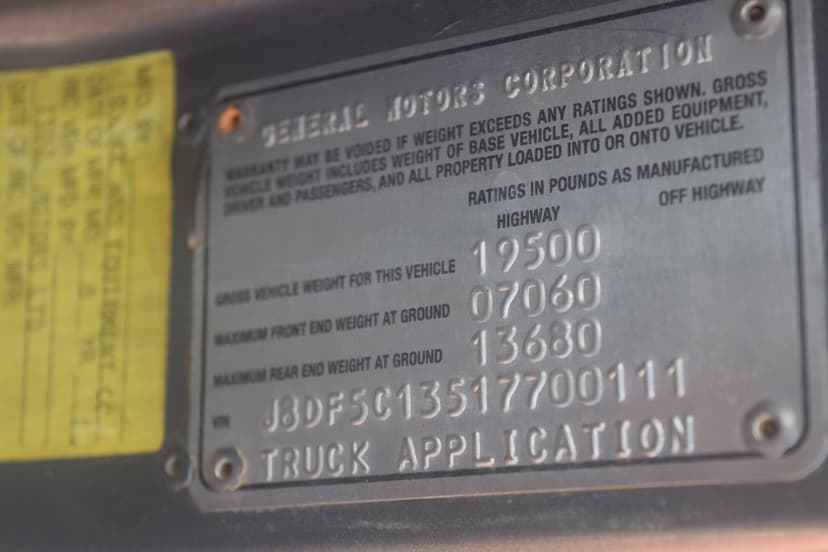 GENERAL MOTORS CORPORATION
WARRANTY MAY BE VOIDED IF WEIGHT EXCEEDS ANY RATINGS SHOWN. GROSS
VEHICLE WEIGHT INCLUDES WEIGHT OF BASE VEHICLE, ALL ADDED EQUIPMENT,
DRIVER AND PASSENGERS, AND ALL PROPERTY LOADED INTO OR ONTO VEHICLE.
RATINGS IN POUNDS AS MANUFACTURED
HIGHWAY OFF HIGHWAY
GROSS VEHICLE WEIGHT FOR THIS VEHICLE 19500
MAXIMUM FRONT END WEIGHT AT GROUND 07060
MAXIMUM REAR END WEIGHT AT GROUND 13680
VIN J8DF5C13517700111
TRUCK APPLICATION
MFD BY